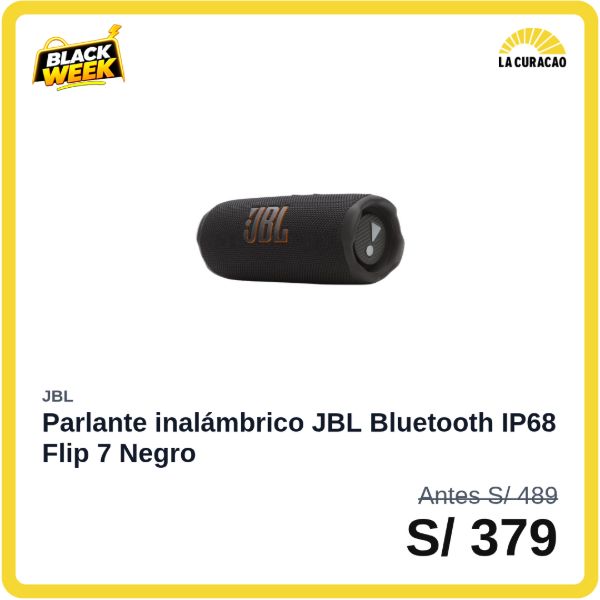 BLACK
WEEK
LA CURACAO
JBL
JBL
Parlante inalámbrico JBL Bluetooth IP68
Flip 7 Negro
Antes S/ 489
S/ 379